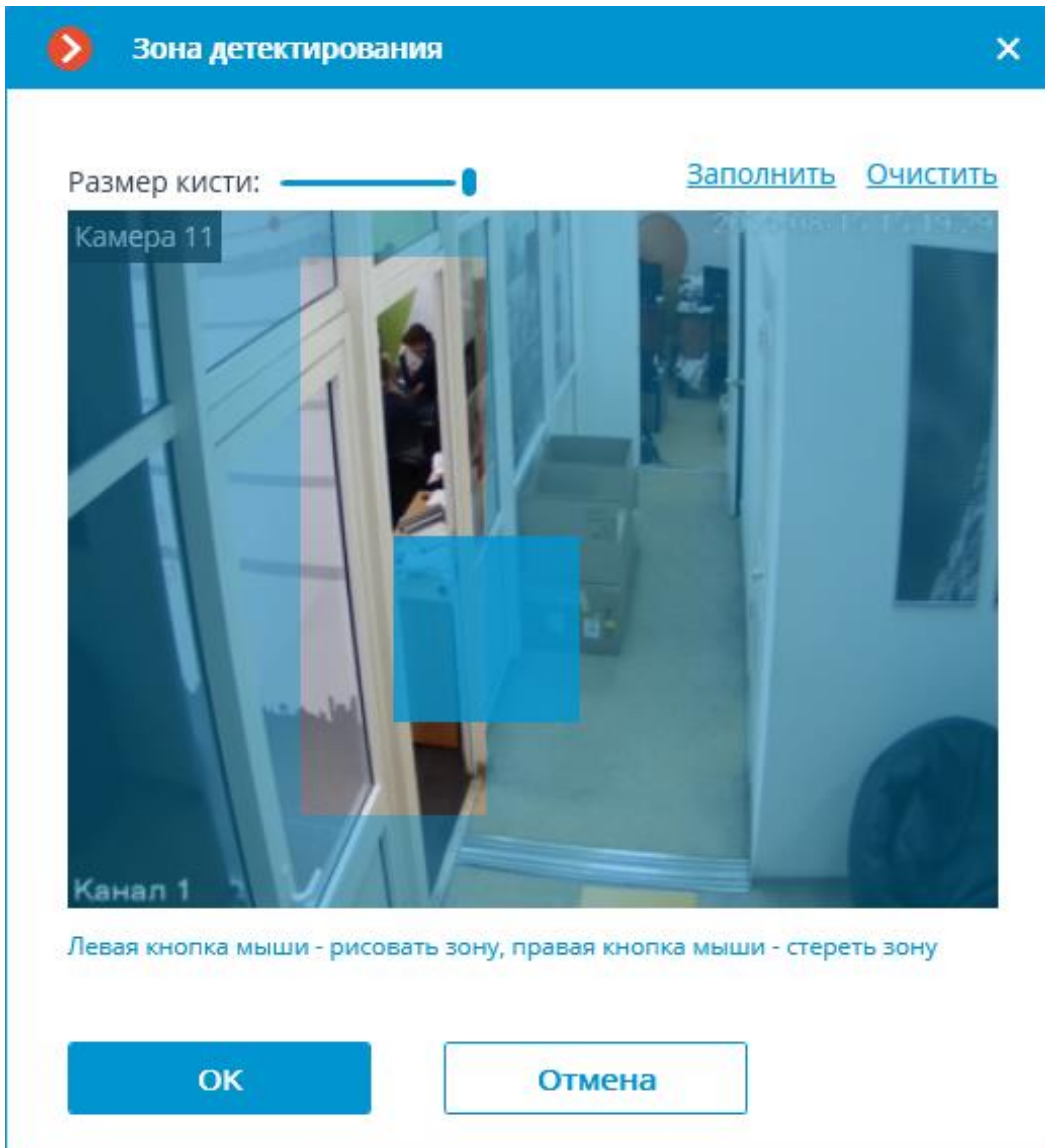 Зона детектирования
Размер кисти:
Заполнить Очистить
Камера 11
Канал 1
Левая кнопка мыши - рисовать зону, правая кнопка мыши - стереть зону
OK
Отмена